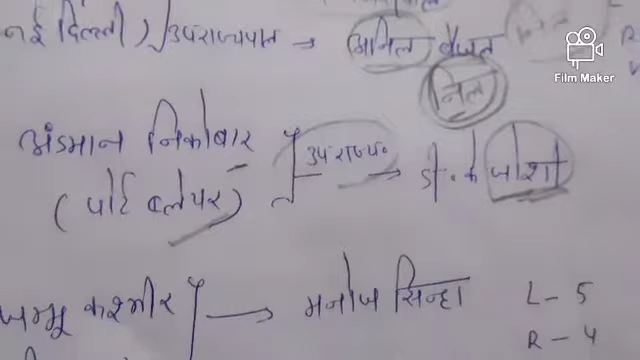 नई दिल्ली } उपराज्यपाल → अनिल बैजल
Film Maker
निल
अंडमान निकोबार } उपराज्य० → डी॰ के जोशी
(पोर्ट ब्लेयर)
जम्मू कश्मीर } → मनोज सिन्हा L - 5
R - 4